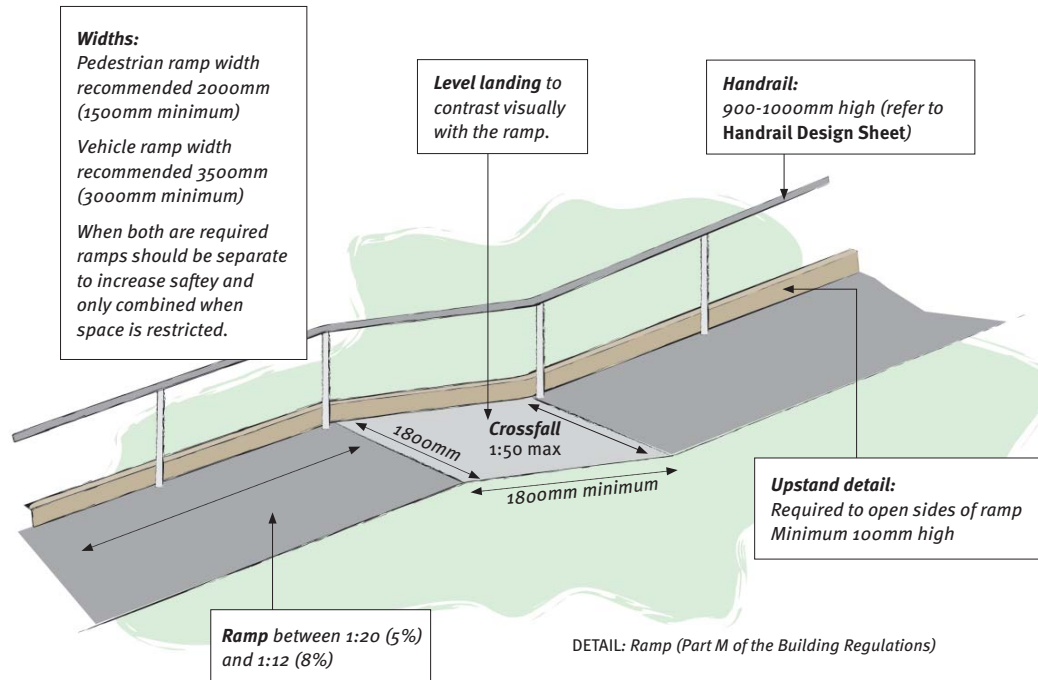 Widths:
Pedestrian ramp width
recommended 2000mm
(1500mm minimum)
Vehicle ramp width
recommended 3500mm
(3000mm minimum)
When both are required
ramps should be separate
to increase saftey and
only combined when
space is restricted.
Level landing to
contrast visually
with the ramp.
Handrail:
900-1000mm high (refer to
Handrail Design Sheet)
1800mm
Crossfall
1:50 max
1800mm minimum
Upstand detail:
Required to open sides of ramp
Minimum 100mm high
Ramp between 1:20 (5%)
and 1:12 (8%)
DETAIL: Ramp (Part M of the Building Regulations)